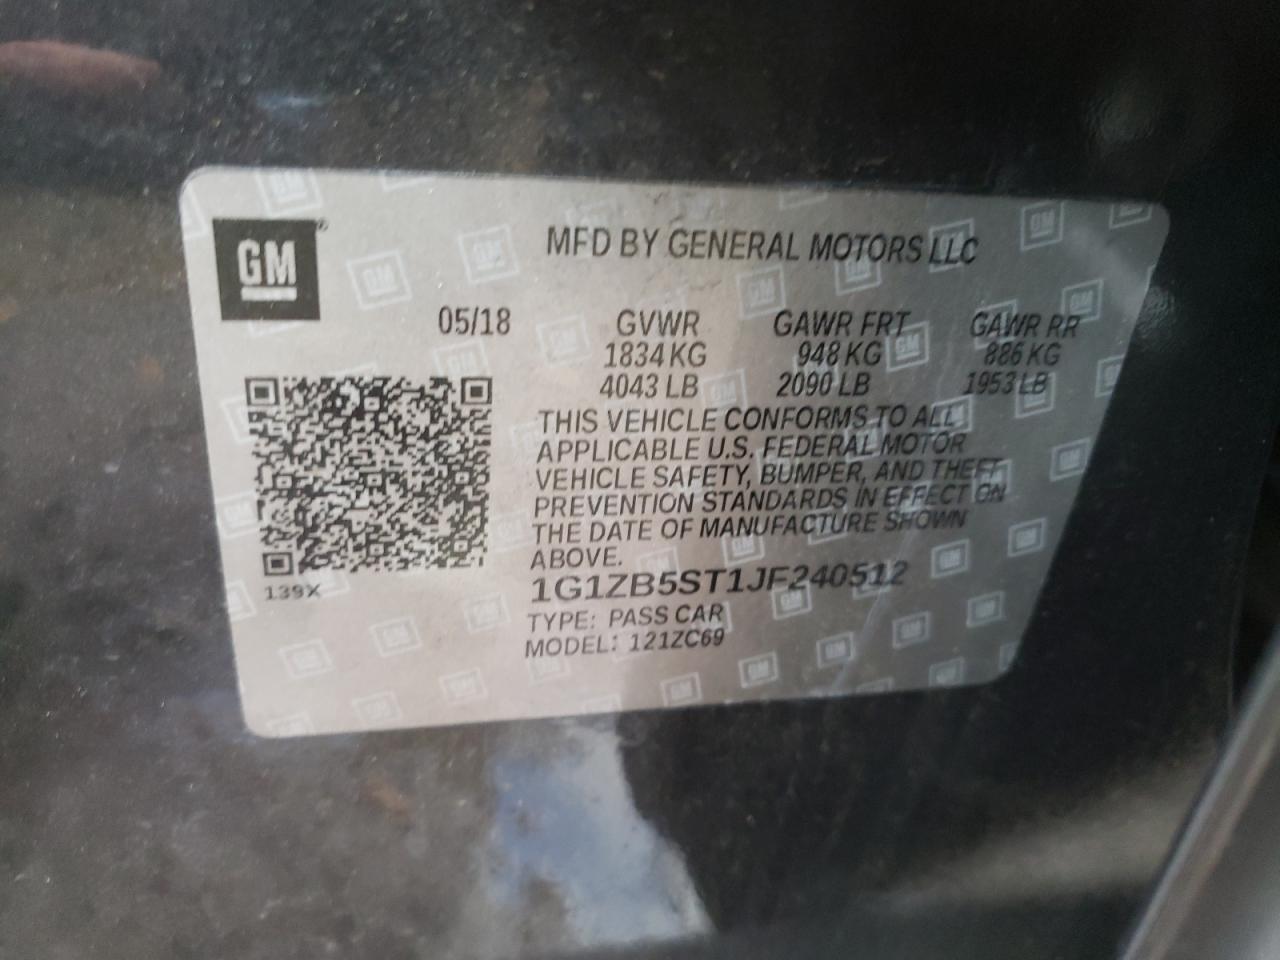 GM
MFD BY GENERAL MOTORS LLC
05/18 GVWR GAWR FRT GAWR RR
1834 KG 948 KG 886 KG
4043 LB 2090 LB 1953 LB
THIS VEHICLE CONFORMS TO ALL
APPLICABLE U.S. FEDERAL MOTOR
VEHICLE SAFETY, BUMPER, AND THEFT
PREVENTION STANDARDS IN EFFECT ON
THE DATE OF MANUFACTURE SHOWN
ABOVE.
139X
1G1ZB5ST1JF240512
TYPE: PASS CAR
MODEL: 121ZC69